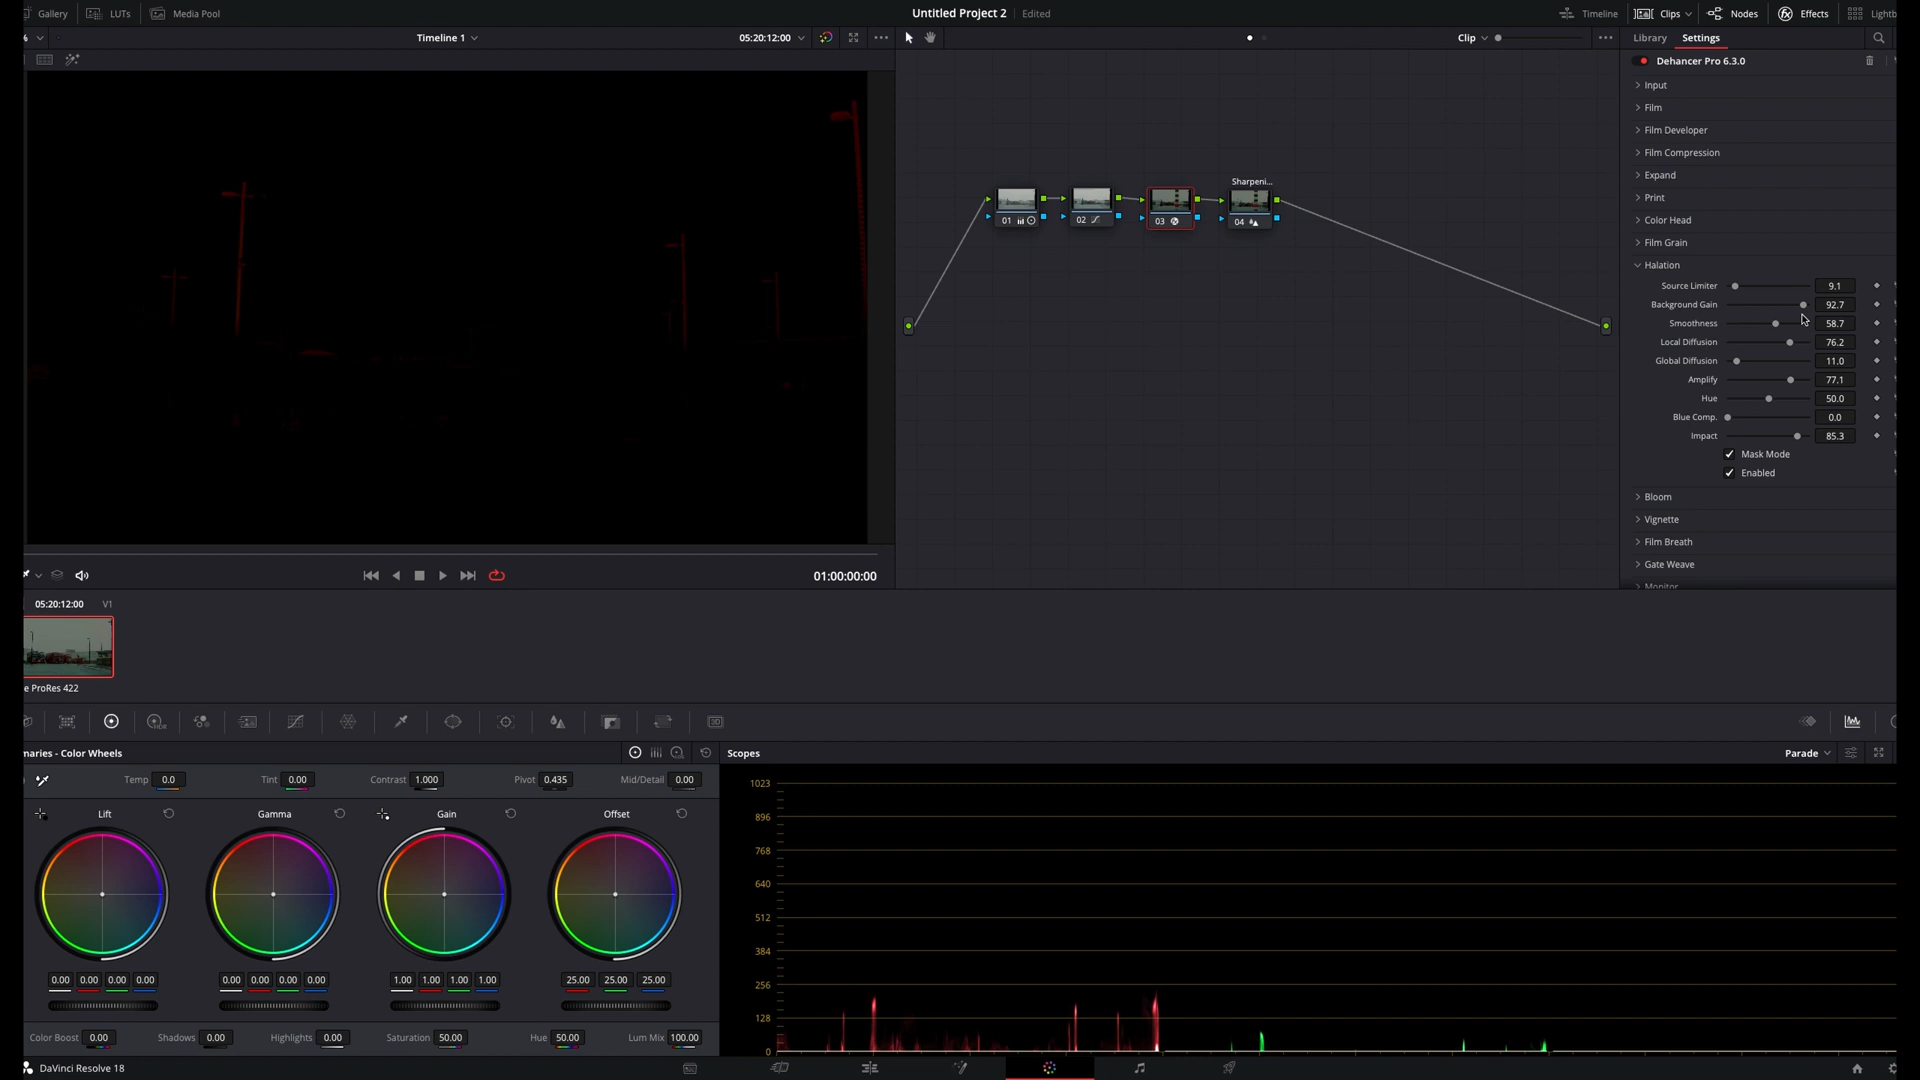 Gallery LUTs Media Pool Untitled Project 2 Edited Timeline Clips Nodes Effects Lightb
% Timeline 1 05:20:12:00 Clip Library Settings
Dehancer Pro 6.3.0
Input
Film
Film Developer
Film Compression
Expand
Print
Color Head
Film Grain
Halation
Source Limiter 9.1
Background Gain 92.7
Smoothness 58.7
Local Diffusion 76.2
Global Diffusion 11.0
Amplify 77.1
Hue 50.0
Blue Comp. 0.0
Impact 85.3
Mask Mode
Enabled
Bloom
Vignette
Film Breath
Gate Weave
Monitor
Sharpeni...
01 02 03 04
01:00:00:00
05:20:12:00 V1
e ProRes 422
HDR 3D
maries - Color Wheels
Temp 0.0 Tint 0.00 Contrast 1.000 Pivot 0.435 Mid/Detail 0.00
Lift Gamma Gain Offset
0.00 0.00 0.00 0.00 0.00 0.00 0.00 0.00 1.00 1.00 1.00 1.00 25.00 25.00 25.00
Color Boost 0.00 Shadows 0.00 Highlights 0.00 Saturation 50.00 Hue 50.00 Lum Mix 100.00
Scopes Parade
1023
896
768
640
512
384
256
128
0
DaVinci Resolve 18